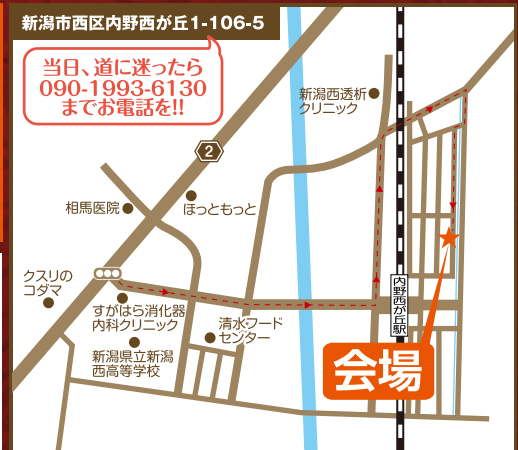 新潟市西区内野西が丘1-106-5
当日、道に迷ったら
090-1993-6130
までお電話を!!
新潟西透析
クリニック
2
相馬医院
ほっともっと
クスリの
コダマ
すがはら消化器
内科クリニック
清水フード
センター
新潟県立新潟
西高等学校
内野西が丘駅
会場